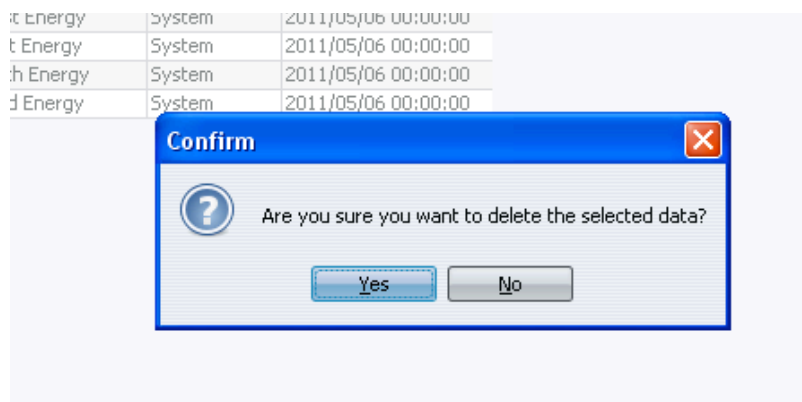 st Energy System 2011/05/06 00:00:00
t Energy System 2011/05/06 00:00:00
th Energy System 2011/05/06 00:00:00
d Energy System 2011/05/06 00:00:00
Confirm
Are you sure you want to delete the selected data?
Yes No